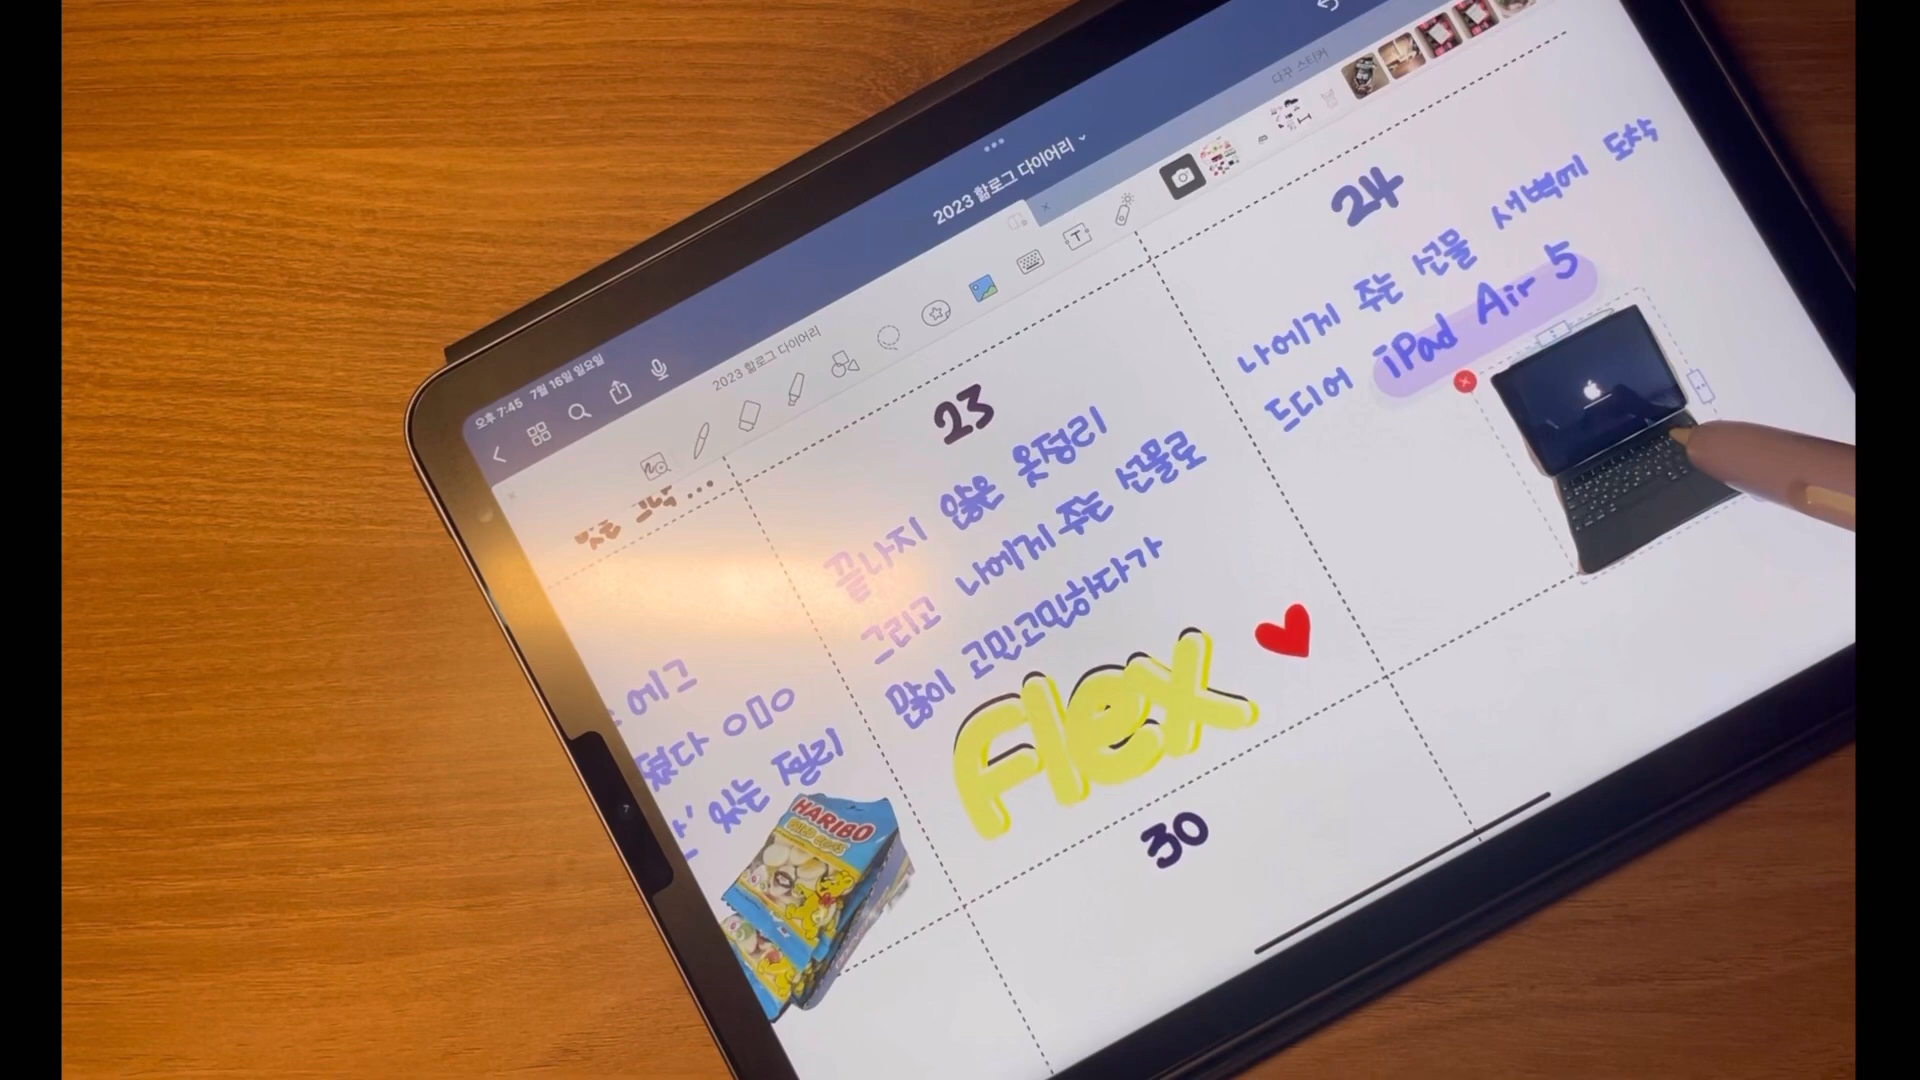 오후 7:45 7월 16일 일요일
2023 할로그 다이어리
2023 할로그 다이어리
다꾸 스티커
23
끝나지 않은 옷정리
그리고 나에게 주는 선물로
많이 고민고민하다가
Flex
24
나에게 주는 선물 새벽에 도착
드디어 iPad Air 5
에그
졌다 ㅇㅁㅇ
있는 젤리
HARIBO
30